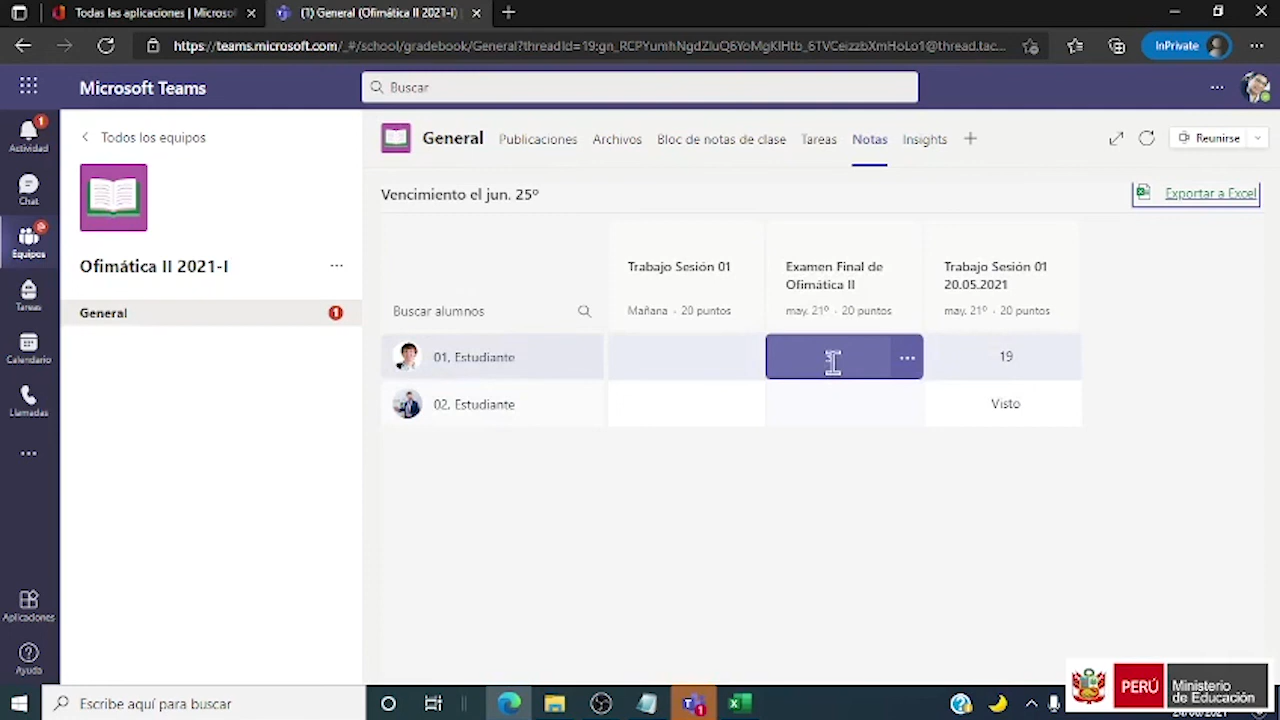 Todas las aplicaciones | Microsof
(1) General (Ofimática II 2021-I)
https://teams.microsoft.com/_#/school/gradebook/General?threadId=19:gn_RCPYumhNgdZIuQ6YoMgKlHtb_6TVCeizzbXmHoLo1@thread.tac...
InPrivate
Microsoft Teams
Buscar
Actividad
1
Chat
Equipos
Tareas
Calendario
Llamadas
Aplicaciones
Ayuda
Todos los equipos
Ofimática II 2021-I
General
1
General
Publicaciones
Archivos
Bloc de notas de clase
Tareas
Notas
Insights
Reunirse
Vencimiento el jun. 25º
Exportar a Excel
Buscar alumnos
Trabajo Sesión 01
Mañana · 20 puntos
Examen Final de
Ofimática II
may. 21º · 20 puntos
Trabajo Sesión 01
20.05.2021
may. 21º · 20 puntos
01, Estudiante
19
02, Estudiante
Visto
Escribe aquí para buscar
PERÚ
Ministerio
de Educación